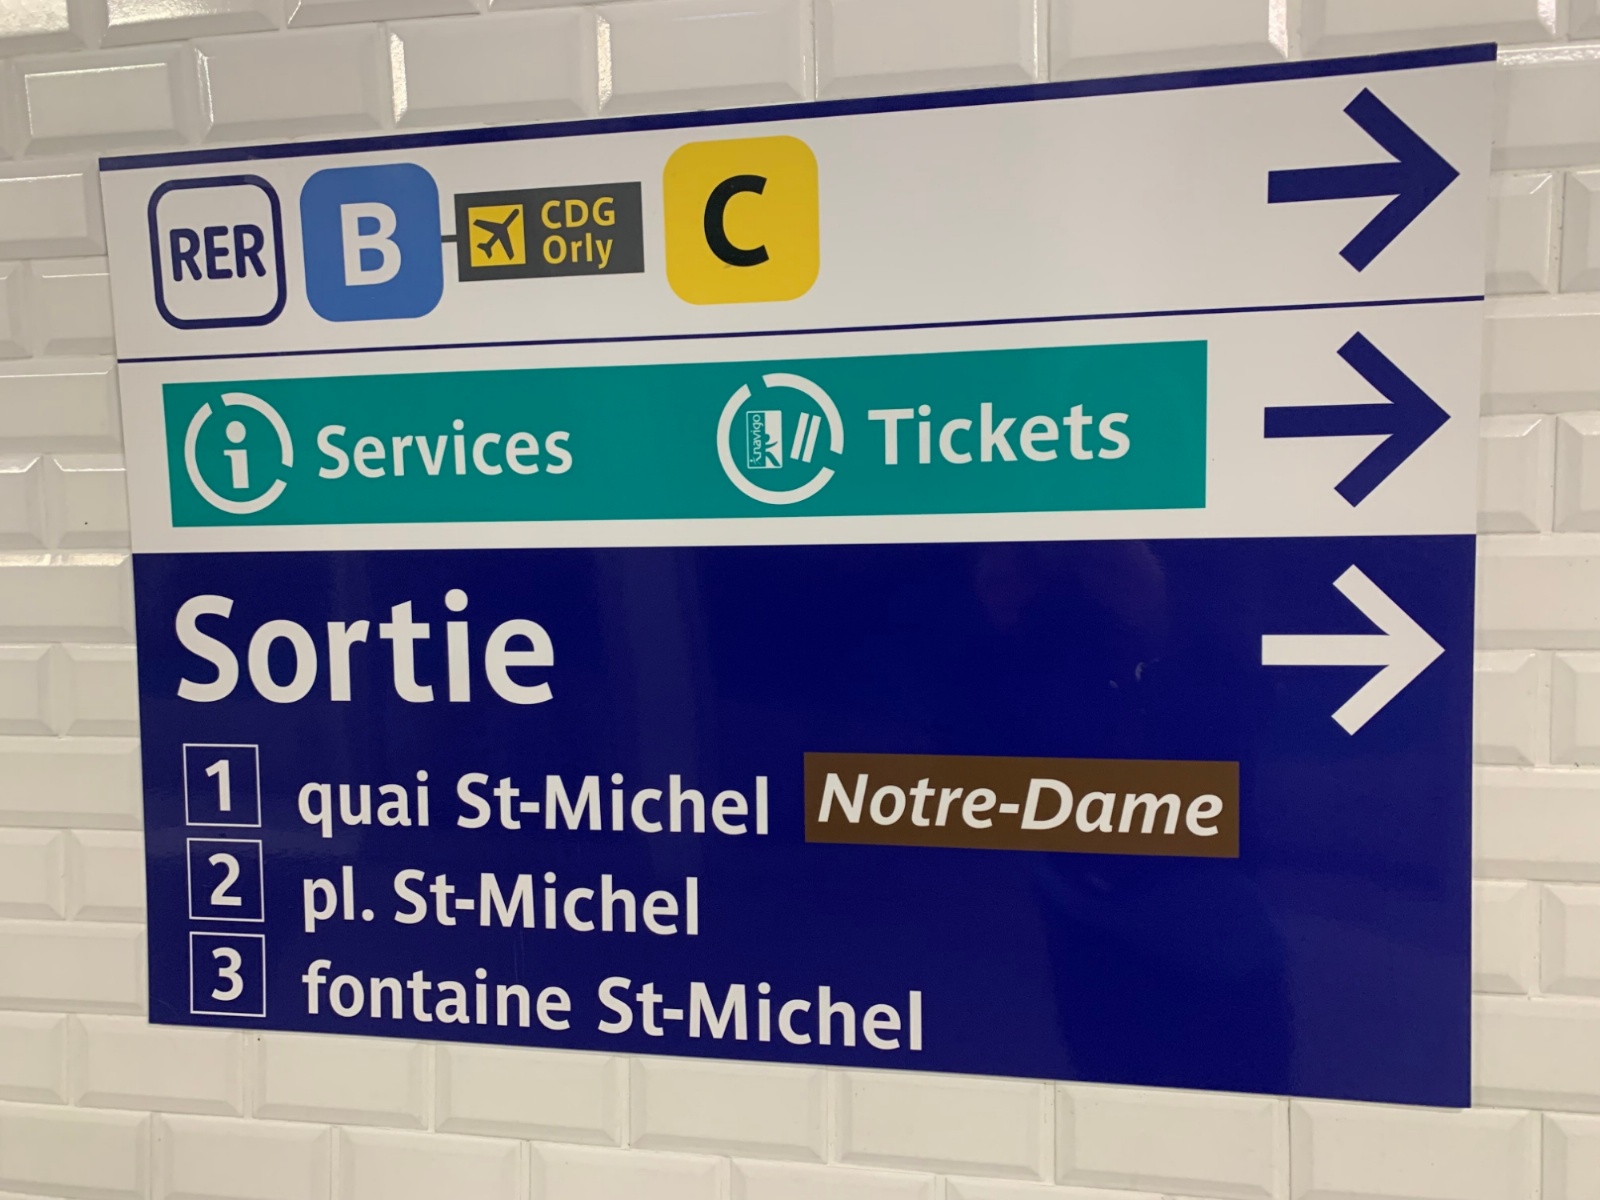 RER B CDG Orly C
i Services navigo Tickets
Sortie
1 quai St-Michel Notre-Dame
2 pl. St-Michel
3 fontaine St-Michel